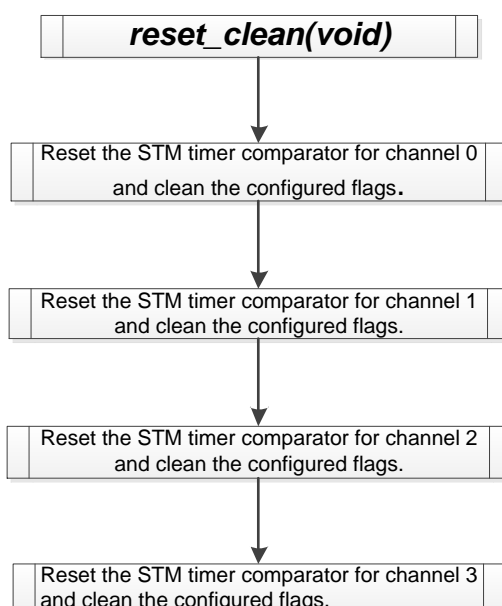 reset_clean(void)
Reset the STM timer comparator for channel 0
and clean the configured flags.
Reset the STM timer comparator for channel 1
and clean the configured flags.
Reset the STM timer comparator for channel 2
and clean the configured flags.
Reset the STM timer comparator for channel 3
and clean the configured flags.